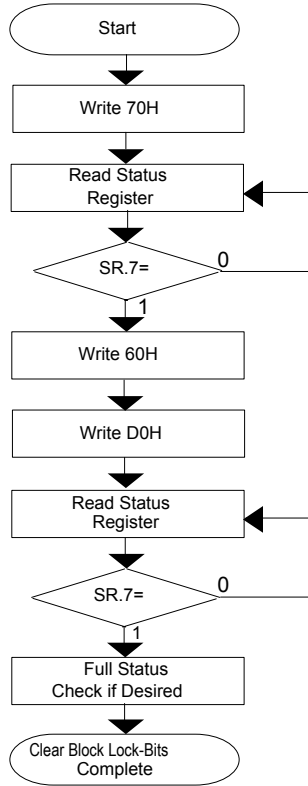 Start
Write 70H
Read Status
Register
SR.7=
0
1
Write 60H
Write D0H
Read Status
Register
SR.7=
0
1
Full Status
Check if Desired
Clear Block Lock-Bits
Complete